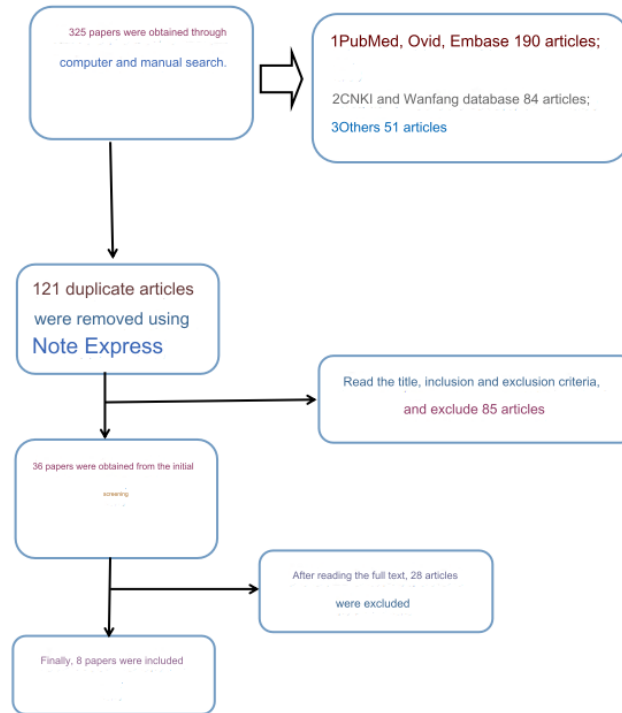 325 papers were obtained through
computer and manual search.
1PubMed, Ovid, Embase 190 articles;
2CNKI and Wanfang database 84 articles;
3Others 51 articles
121 duplicate articles
were removed using
Note Express
Read the title, inclusion and exclusion criteria,
and exclude 85 articles
36 papers were obtained from the initial
screening
After reading the full text, 28 articles
were excluded
Finally, 8 papers were included